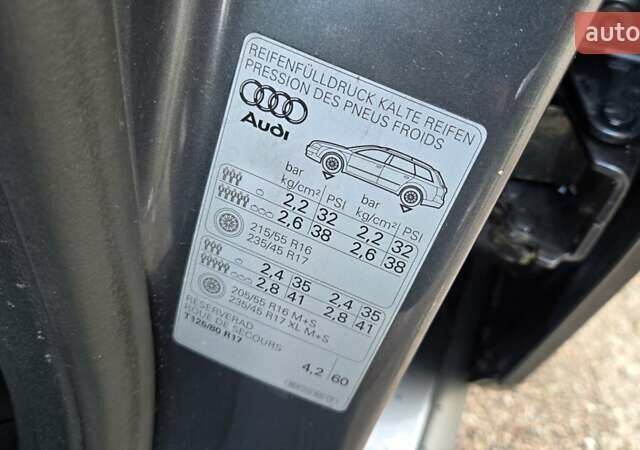 auto
REIFENFÜLLDRUCK KALTE REIFEN
PRESSION DES PNEUS FROIDS
Audi
bar kg/cm² PSI bar kg/cm² PSI
2,2 32 2,2 32
2,6 38 2,6 38
215/55 R16
235/45 R17
2,4 35 2,4 35
2,8 41 2,8 41
205/55 R16 M+S
235/45 R17 XL M+S
RESERVERAD
ROUE DE SECOURS
T125/80 R17
4,2 60